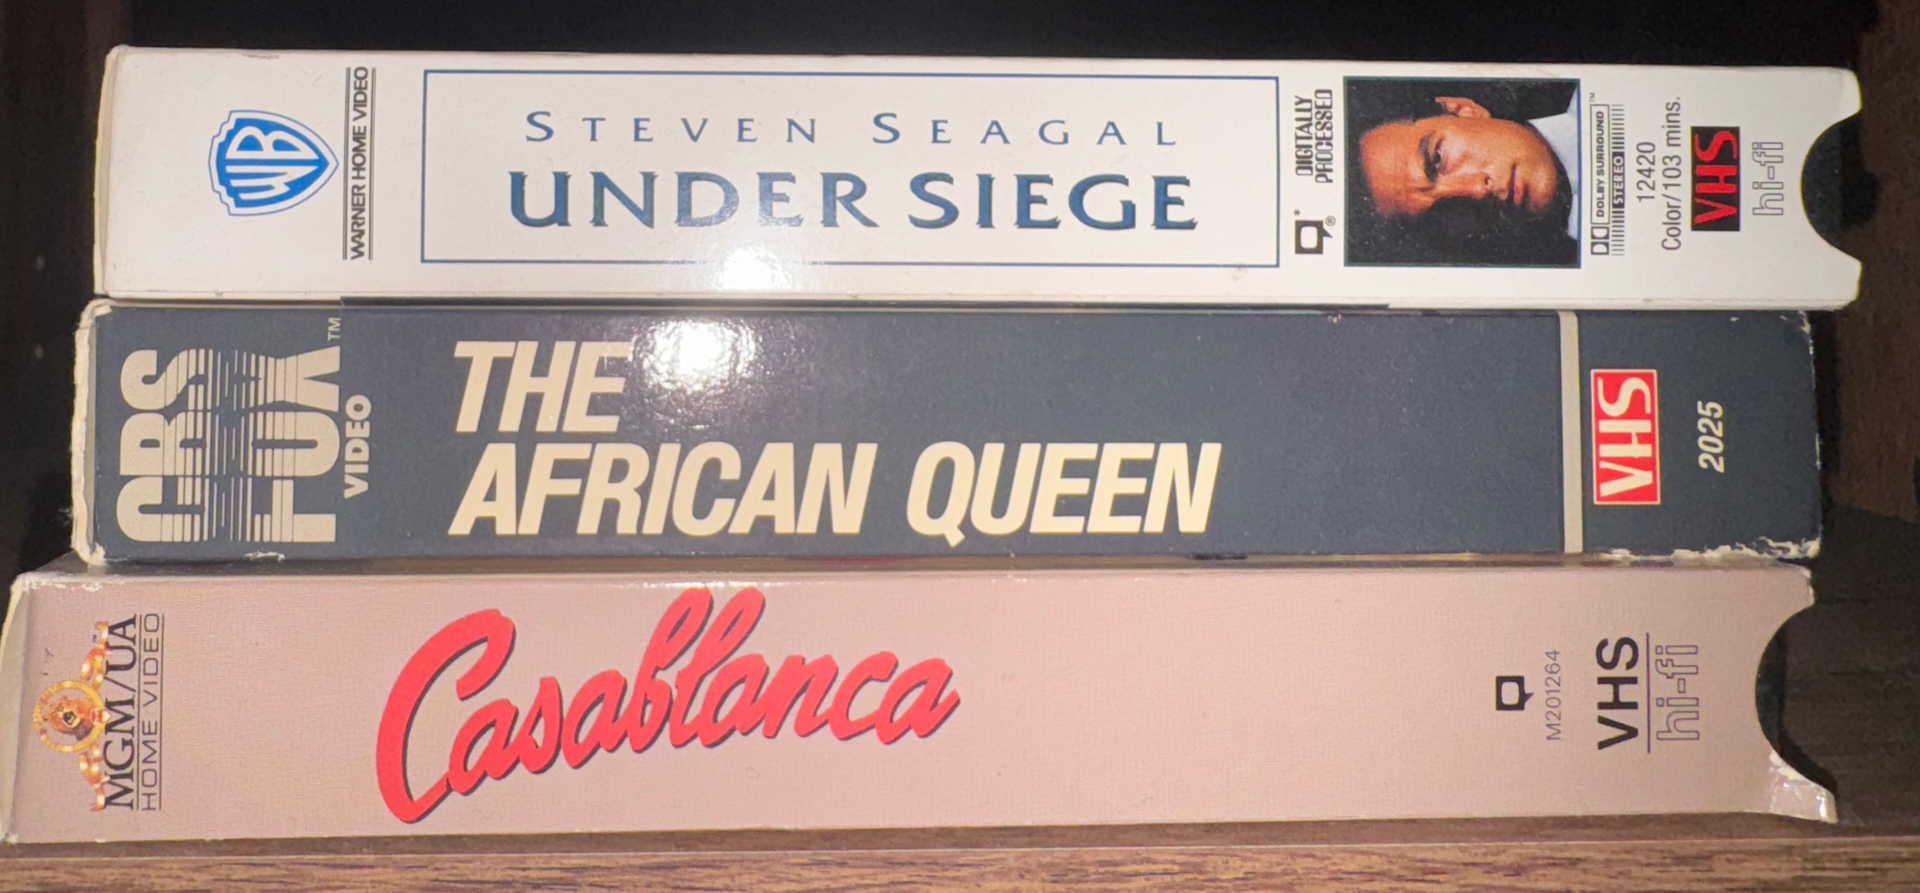 WB
WARNER HOME VIDEO
STEVEN SEAGAL
UNDER SIEGE
DIGITALLY
PROCESSED
DOLBY SURROUND
STEREO
12420
Color/103 mins.
VHS
hi-fi
CBS
FOX™
VIDEO
THE
AFRICAN QUEEN
VHS
2025
MGM/UA
HOME VIDEO
Casablanca
M201264
VHS
hi-fi